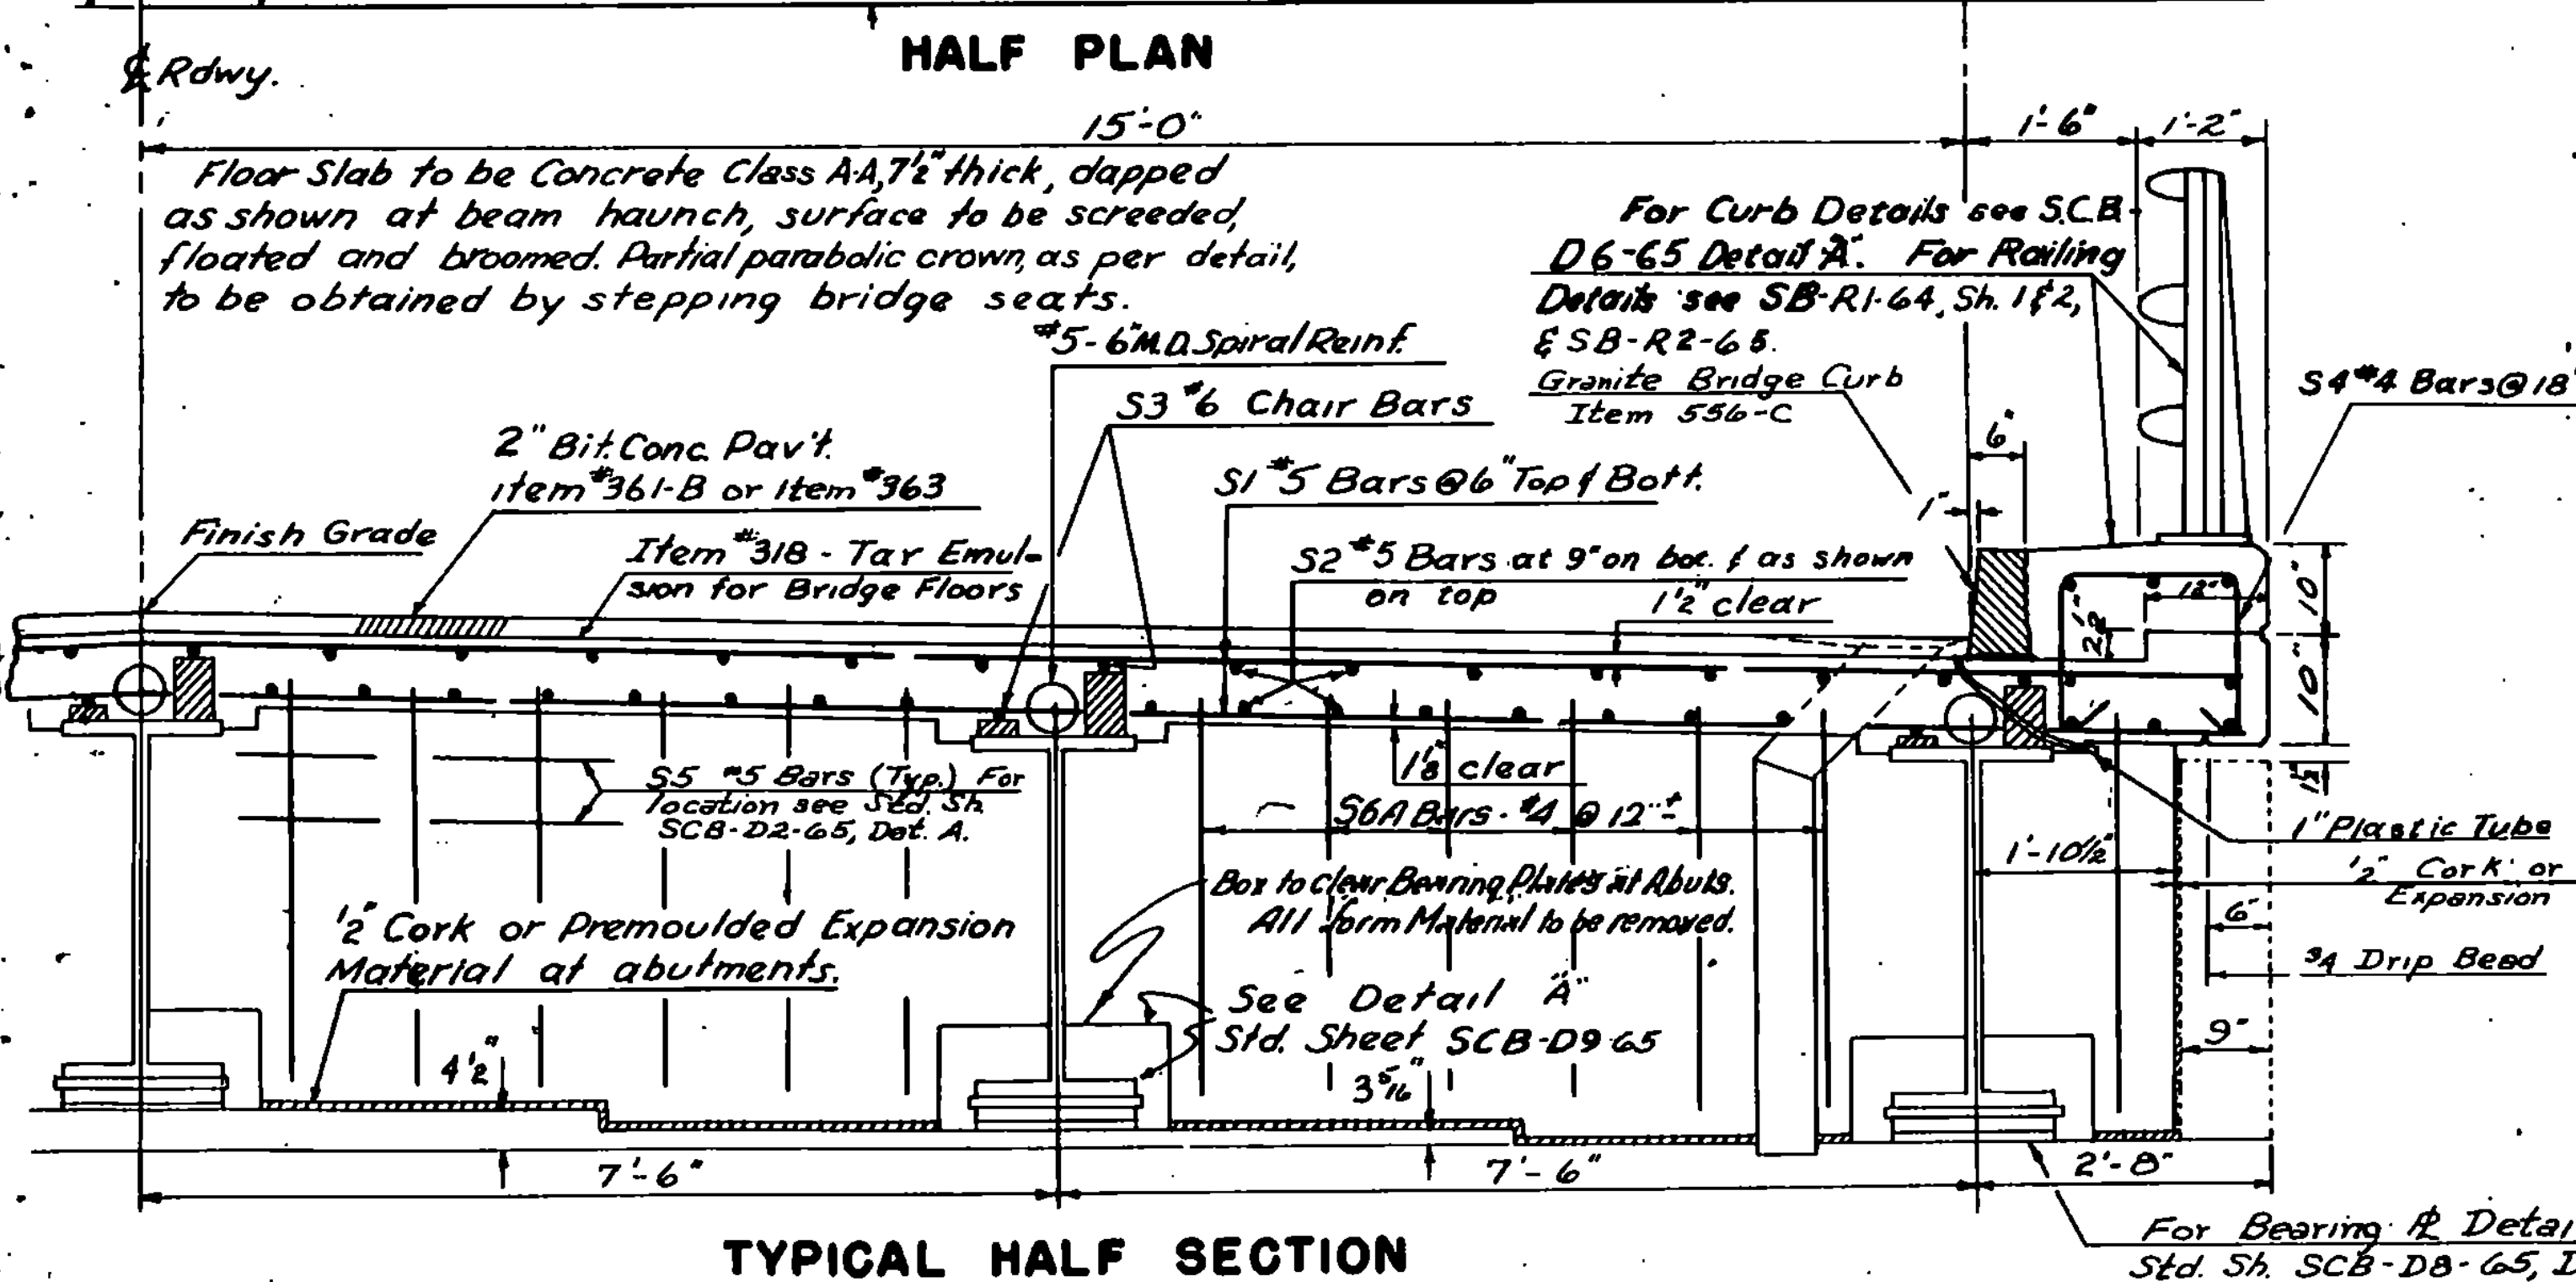 HALF PLAN
℄ Rdwy.
15'-0"
1'-6"
1'-2"
Floor Slab to be Concrete Class A-A, 7½" thick, dapped
as shown at beam haunch, surface to be screeded,
floated and broomed. Partial parabolic crown, as per detail,
to be obtained by stepping bridge seats.
For Curb Details see S.C.B-
D6-65 Detail "A". For Railing
Details see SB-R1-64, Sh. 1 & 2,
& SB-R2-65.
Granite Bridge Curb
Item 556-C
#5-6" M.D. Spiral Reinf.
S3 #6 Chair Bars
S4 #4 Bars @ 18"
2" Bit. Conc. Pav't.
item #361-B or Item #363
S1 #5 Bars @ 6" Top & Bott.
6"
1"
Finish Grade
Item #318 - Tar Emul-
sion for Bridge Floors
S2 #5 Bars at 9" on bot. & as shown
on top
1½" clear
12"
10"
10"
1⅛" clear
S5 #5 Bars (Typ.) For
location see Std. Sh.
SCB-D2-65, Det. A.
S6A Bars - #4 @ 12" ±
1" Plastic Tube
1'-10½"
½" Cork or
Expansion
Box to clear Bearing Plates at Abuts.
All form Material to be removed.
½" Cork or Premoulded Expansion
Material at abutments.
6"
¾ Drip Bead
See Detail "A"
Std. Sheet SCB-D9-65
9"
4½"
3⁵⁄₁₆"
7'-6"
7'-6"
2'-8"
For Bearing ℙ Detai
Std. Sh. SCB-D8-65, D
TYPICAL HALF SECTION